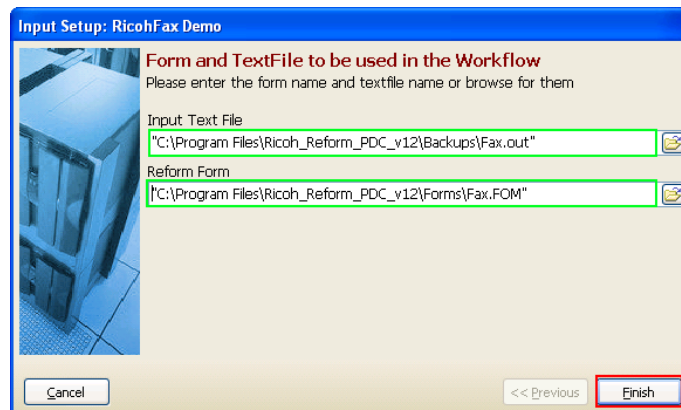 Input Setup: RicohFax Demo
Form and TextFile to be used in the Workflow
Please enter the form name and textfile name or browse for them
Input Text File
"C:\Program Files\Ricoh_Reform_PDC_v12\Backups\Fax.out"
Reform Form
"C:\Program Files\Ricoh_Reform_PDC_v12\Forms\Fax.FOM"
Cancel
<< Previous
Finish